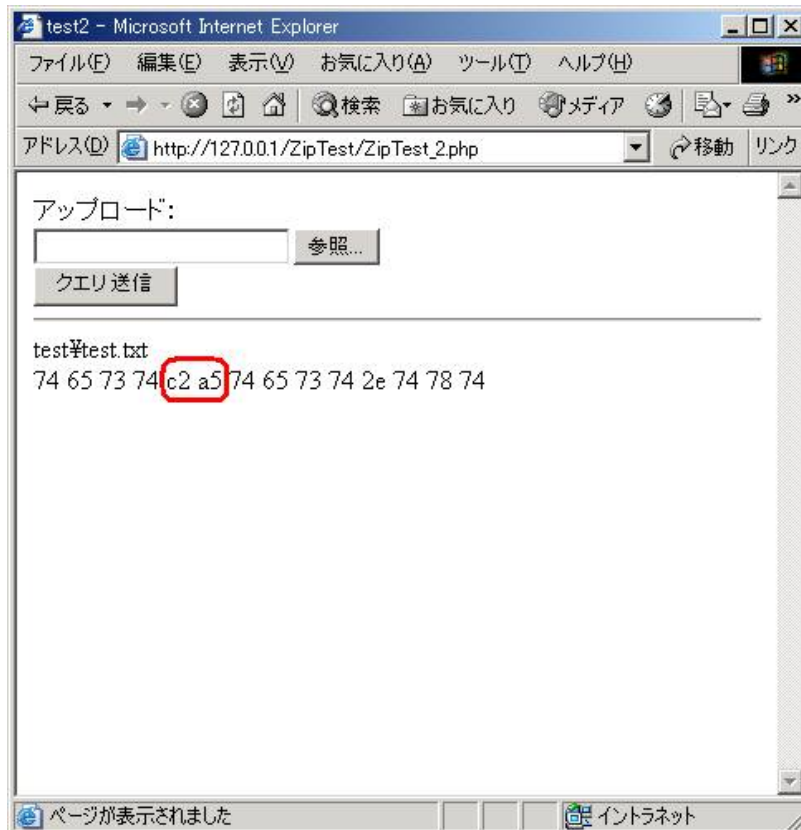 test2 - Microsoft Internet Explorer
ファイル(F) 編集(E) 表示(V) お気に入り(A) ツール(T) ヘルプ(H)
戻る 検索 お気に入り メディア »
アドレス(D) http://127.0.0.1/ZipTest/ZipTest_2.php 移動 リンク
アップロード:
参照...
クエリ送信
test¥test.txt
74 65 73 74 c2 a5 74 65 73 74 2e 74 78 74
ページが表示されました イントラネット